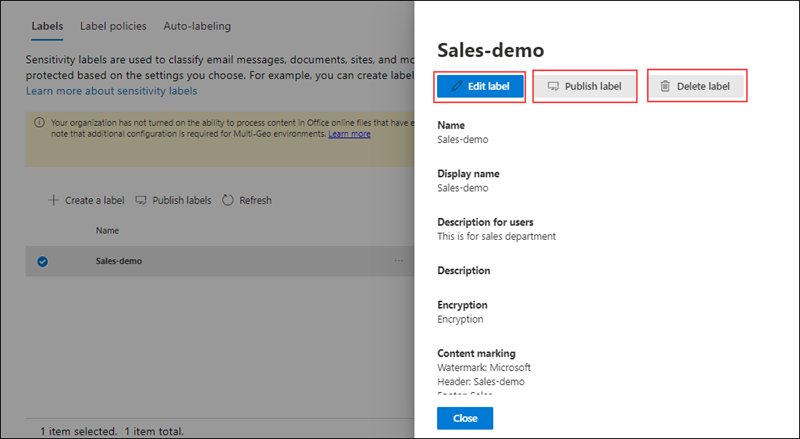 Labels Label policies Auto-labeling
Sensitivity labels are used to classify email messages, documents, sites, and mo
protected based on the settings you choose. For example, you can create label
Learn more about sensitivity labels
Your organization has not turned on the ability to process content in Office online files that have e
note that additional configuration is required for Multi-Geo environments. Learn more
Create a label Publish labels Refresh
Name
Sales-demo ...
1 item selected. 1 item total.
Sales-demo
Edit label Publish label Delete label
Name
Sales-demo
Display name
Sales-demo
Description for users
This is for sales department
Description
Encryption
Encryption
Content marking
Watermark: Microsoft
Header: Sales-demo
Footer: Sales
Close